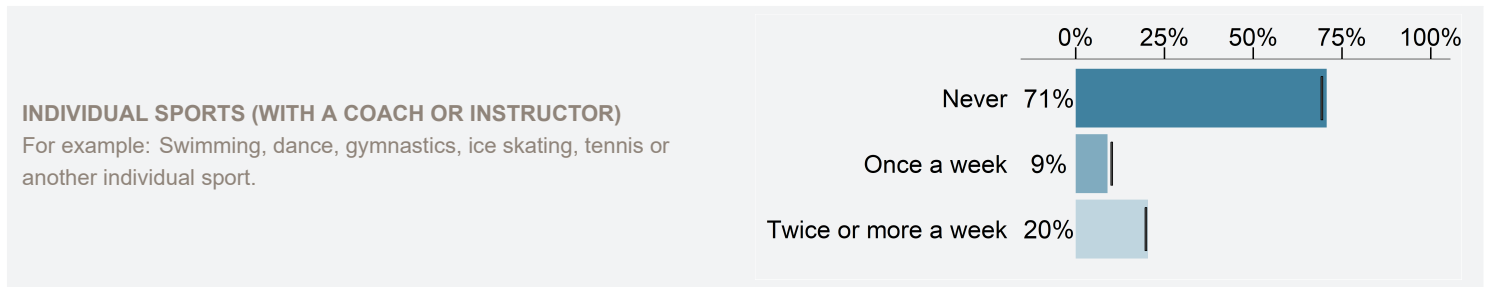 INDIVIDUAL SPORTS (WITH A COACH OR INSTRUCTOR)
For example: Swimming, dance, gymnastics, ice skating, tennis or
another individual sport.
0% 25% 50% 75% 100%
Never 71%
Once a week 9%
Twice or more a week 20%